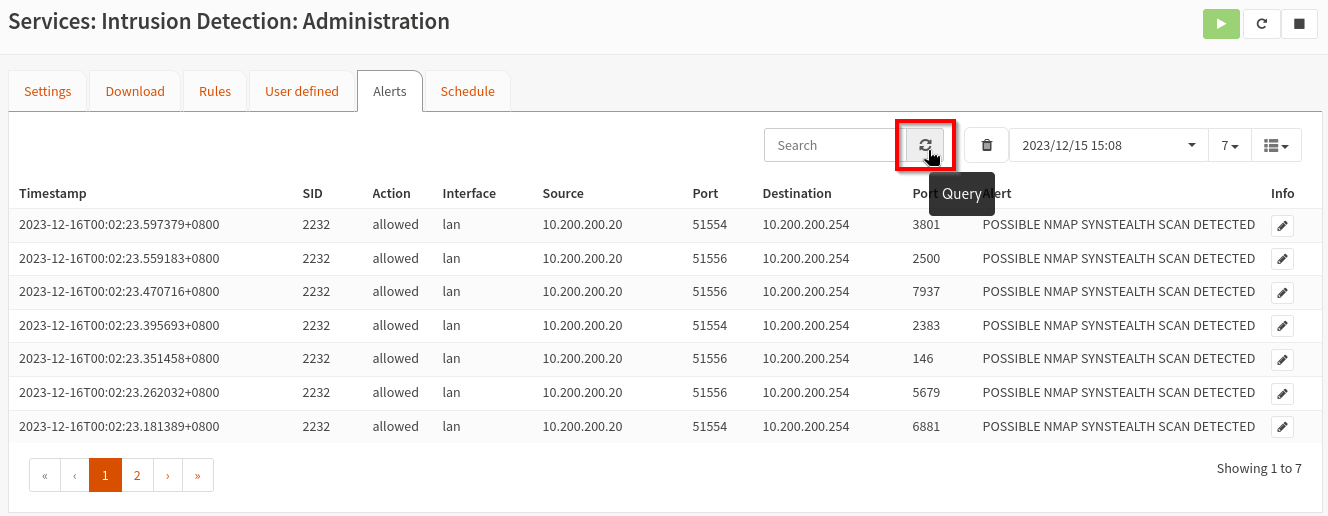 Services: Intrusion Detection: Administration
Settings Download Rules User defined Alerts Schedule
Search 2023/12/15 15:08 7
Query
Timestamp SID Action Interface Source Port Destination Port Alert Info
2023-12-16T00:02:23.597379+0800 2232 allowed lan 10.200.200.20 51554 10.200.200.254 3801 POSSIBLE NMAP SYNSTEALTH SCAN DETECTED
2023-12-16T00:02:23.559183+0800 2232 allowed lan 10.200.200.20 51556 10.200.200.254 2500 POSSIBLE NMAP SYNSTEALTH SCAN DETECTED
2023-12-16T00:02:23.470716+0800 2232 allowed lan 10.200.200.20 51556 10.200.200.254 7937 POSSIBLE NMAP SYNSTEALTH SCAN DETECTED
2023-12-16T00:02:23.395693+0800 2232 allowed lan 10.200.200.20 51554 10.200.200.254 2383 POSSIBLE NMAP SYNSTEALTH SCAN DETECTED
2023-12-16T00:02:23.351458+0800 2232 allowed lan 10.200.200.20 51556 10.200.200.254 146 POSSIBLE NMAP SYNSTEALTH SCAN DETECTED
2023-12-16T00:02:23.262032+0800 2232 allowed lan 10.200.200.20 51556 10.200.200.254 5679 POSSIBLE NMAP SYNSTEALTH SCAN DETECTED
2023-12-16T00:02:23.181389+0800 2232 allowed lan 10.200.200.20 51554 10.200.200.254 6881 POSSIBLE NMAP SYNSTEALTH SCAN DETECTED
« ‹ 1 2 › » Showing 1 to 7